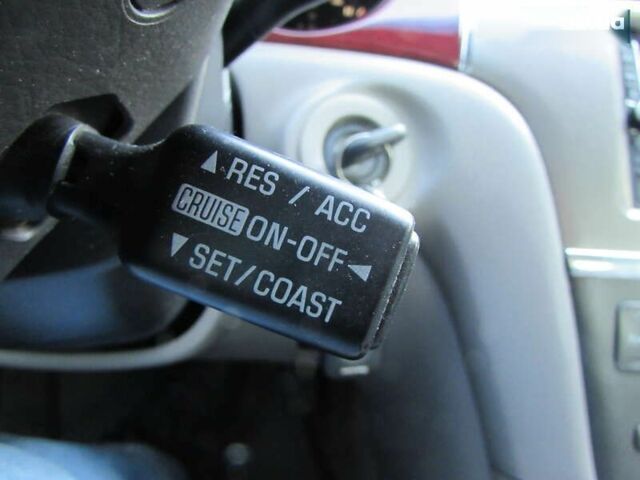 ▲ RES / ACC
CRUISE ON-OFF ◄
▼ SET/COAST